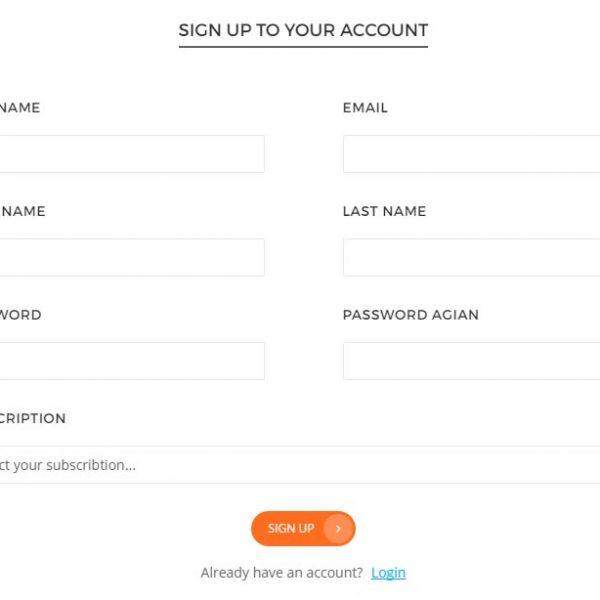 SIGN UP TO YOUR ACCOUNT
NAME EMAIL
NAME LAST NAME
WORD PASSWORD AGIAN
CRIPTION
ct your subscribtion...
SIGN UP
Already have an account? Login